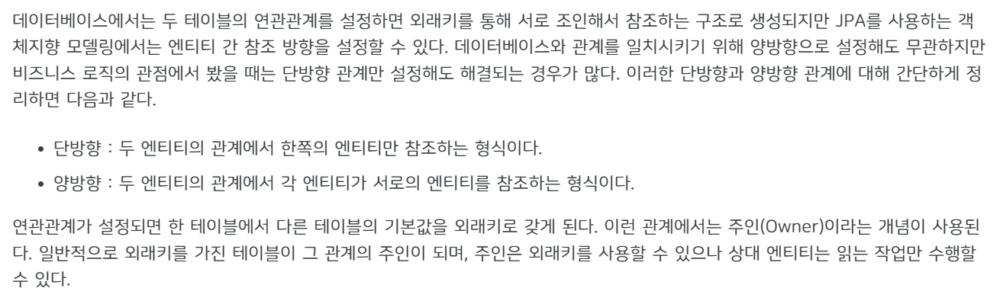 데이터베이스에서는 두 테이블의 연관관계를 설정하면 외래키를 통해 서로 조인해서 참조하는 구조로 생성되지만 JPA를 사용하는 객
체지향 모델링에서는 엔티티 간 참조 방향을 설정할 수 있다. 데이터베이스와 관계를 일치시키기 위해 양방향으로 설정해도 무관하지만
비즈니스 로직의 관점에서 봤을 때는 단방향 관계만 설정해도 해결되는 경우가 많다. 이러한 단방향과 양방향 관계에 대해 간단하게 정
리하면 다음과 같다.
• 단방향 : 두 엔티티의 관계에서 한쪽의 엔티티만 참조하는 형식이다.
• 양방향 : 두 엔티티의 관계에서 각 엔티티가 서로의 엔티티를 참조하는 형식이다.
연관관계가 설정되면 한 테이블에서 다른 테이블의 기본값을 외래키로 갖게 된다. 이런 관계에서는 주인(Owner)이라는 개념이 사용된
다. 일반적으로 외래키를 가진 테이블이 그 관계의 주인이 되며, 주인은 외래키를 사용할 수 있으나 상대 엔티티는 읽는 작업만 수행할
수 있다.